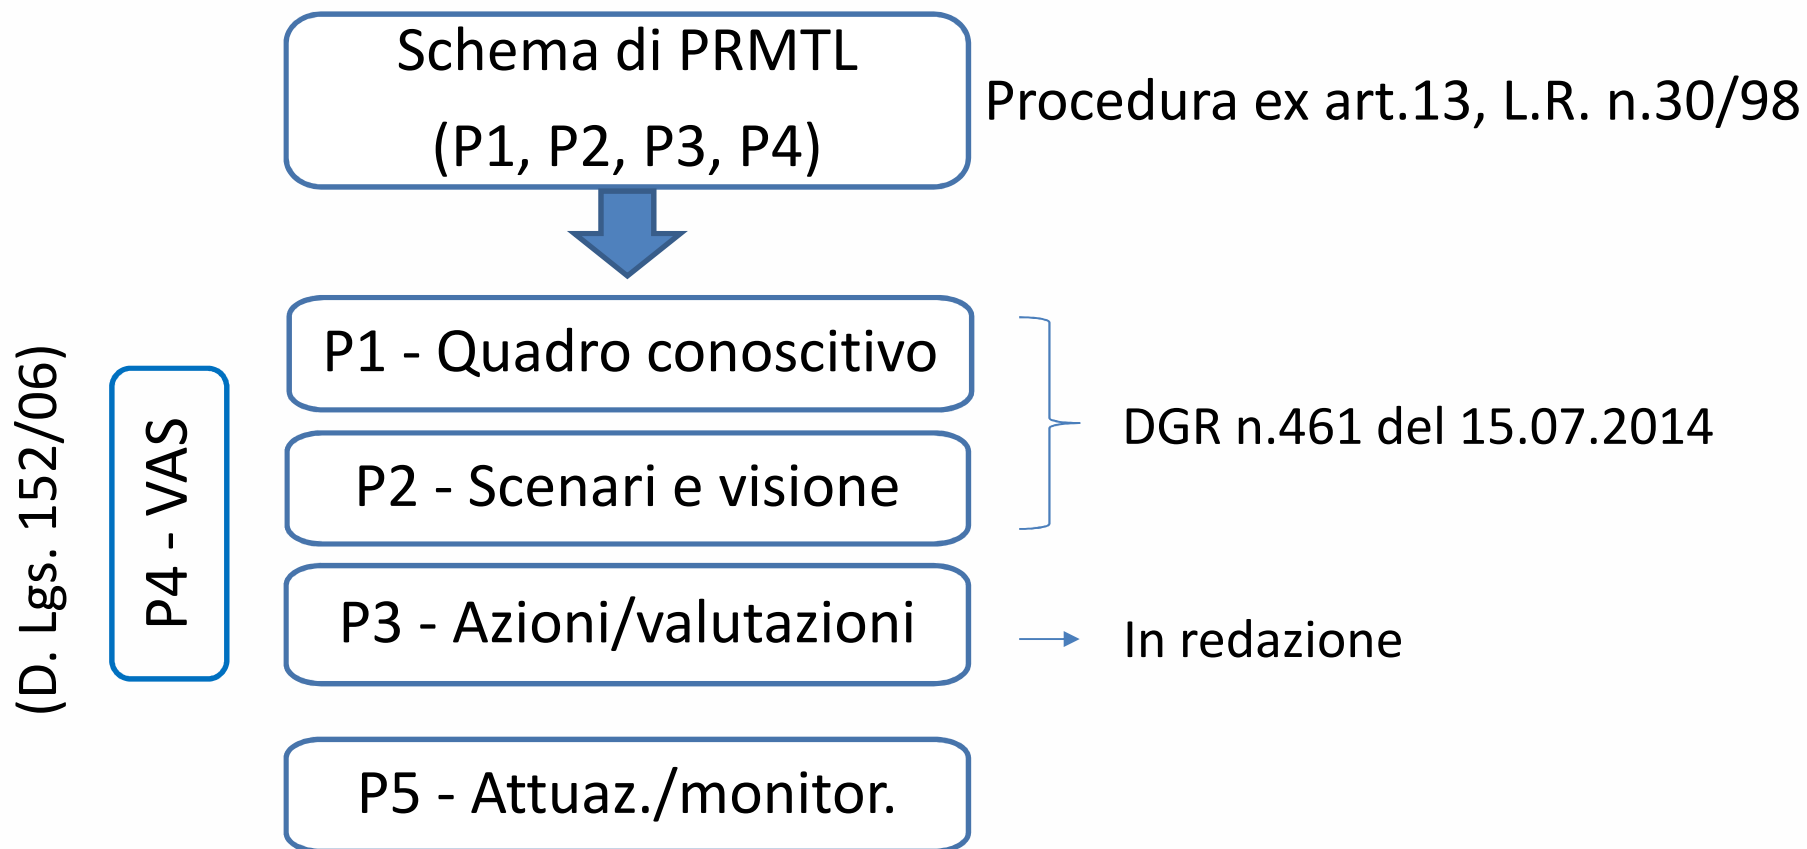 Schema di PRMTL
(P1, P2, P3, P4)
Procedura ex art.13, L.R. n.30/98
(D. Lgs. 152/06)
P4 - VAS
P1 - Quadro conoscitivo
P2 - Scenari e visione
DGR n.461 del 15.07.2014
P3 - Azioni/valutazioni
In redazione
P5 - Attuaz./monitor.